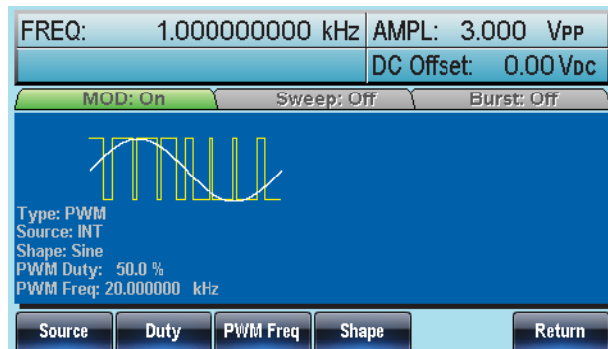 FREQ: 1.000000000 kHz AMPL: 3.000 VPP
DC Offset: 0.00 VDC
MOD: On Sweep: Off Burst: Off
Type: PWM
Source: INT
Shape: Sine
PWM Duty: 50.0 %
PWM Freq: 20.000000 kHz
Source Duty PWM Freq Shape Return